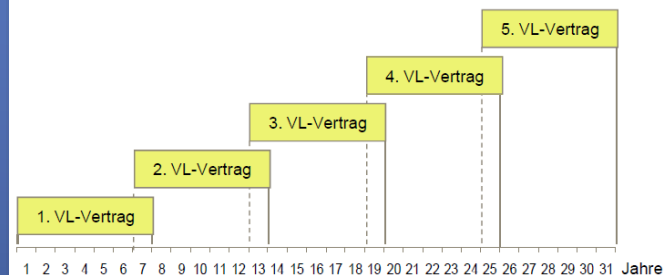 5. VL-Vertrag
4. VL-Vertrag
3. VL-Vertrag
2. VL-Vertrag
1. VL-Vertrag
1 2 3 4 5 6 7 8 9 10 11 12 13 14 15 16 17 18 19 20 21 22 23 24 25 26 27 28 29 30 31 Jahre